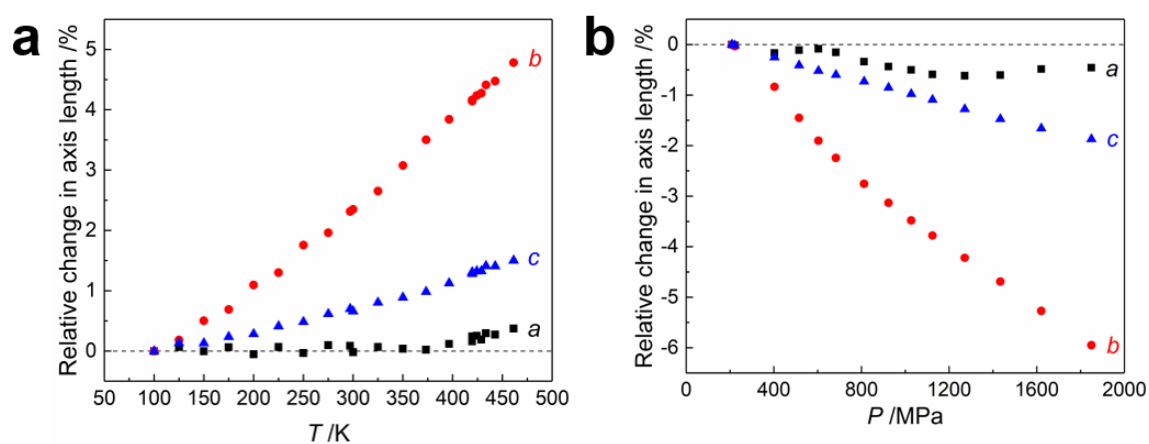 a
Relative change in axis length /%
5
4
3
2
1
0
b
c
a
50 100 150 200 250 300 350 400 450 500
T /K
b
Relative change in axis length /%
0
-1
-2
-3
-4
-5
-6
a
c
b
0 400 800 1200 1600 2000
P /MPa